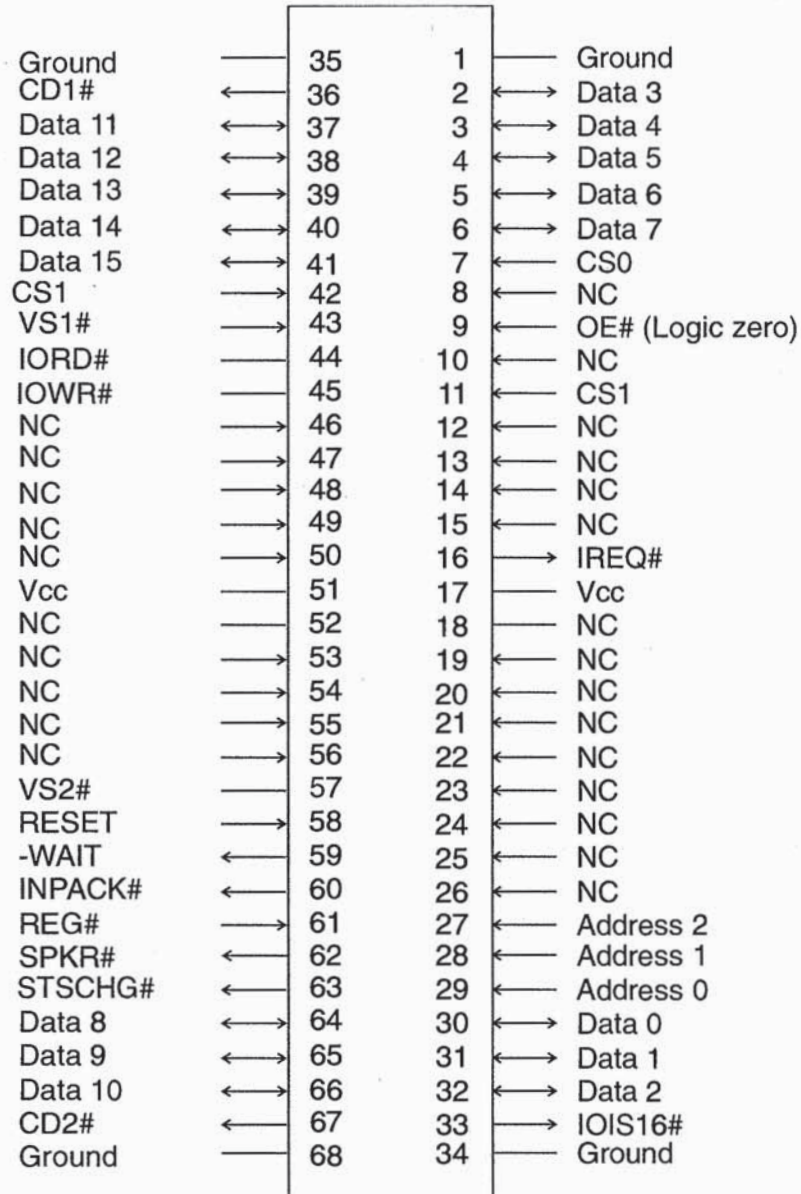 Ground 35 1 Ground
CD1# 36 2 Data 3
Data 11 37 3 Data 4
Data 12 38 4 Data 5
Data 13 39 5 Data 6
Data 14 40 6 Data 7
Data 15 41 7 CS0
CS1 42 8 NC
VS1# 43 9 OE# (Logic zero)
IORD# 44 10 NC
IOWR# 45 11 CS1
NC 46 12 NC
NC 47 13 NC
NC 48 14 NC
NC 49 15 NC
NC 50 16 IREQ#
Vcc 51 17 Vcc
NC 52 18 NC
NC 53 19 NC
NC 54 20 NC
NC 55 21 NC
NC 56 22 NC
VS2# 57 23 NC
RESET 58 24 NC
-WAIT 59 25 NC
INPACK# 60 26 NC
REG# 61 27 Address 2
SPKR# 62 28 Address 1
STSCHG# 63 29 Address 0
Data 8 64 30 Data 0
Data 9 65 31 Data 1
Data 10 66 32 Data 2
CD2# 67 33 IOIS16#
Ground 68 34 Ground